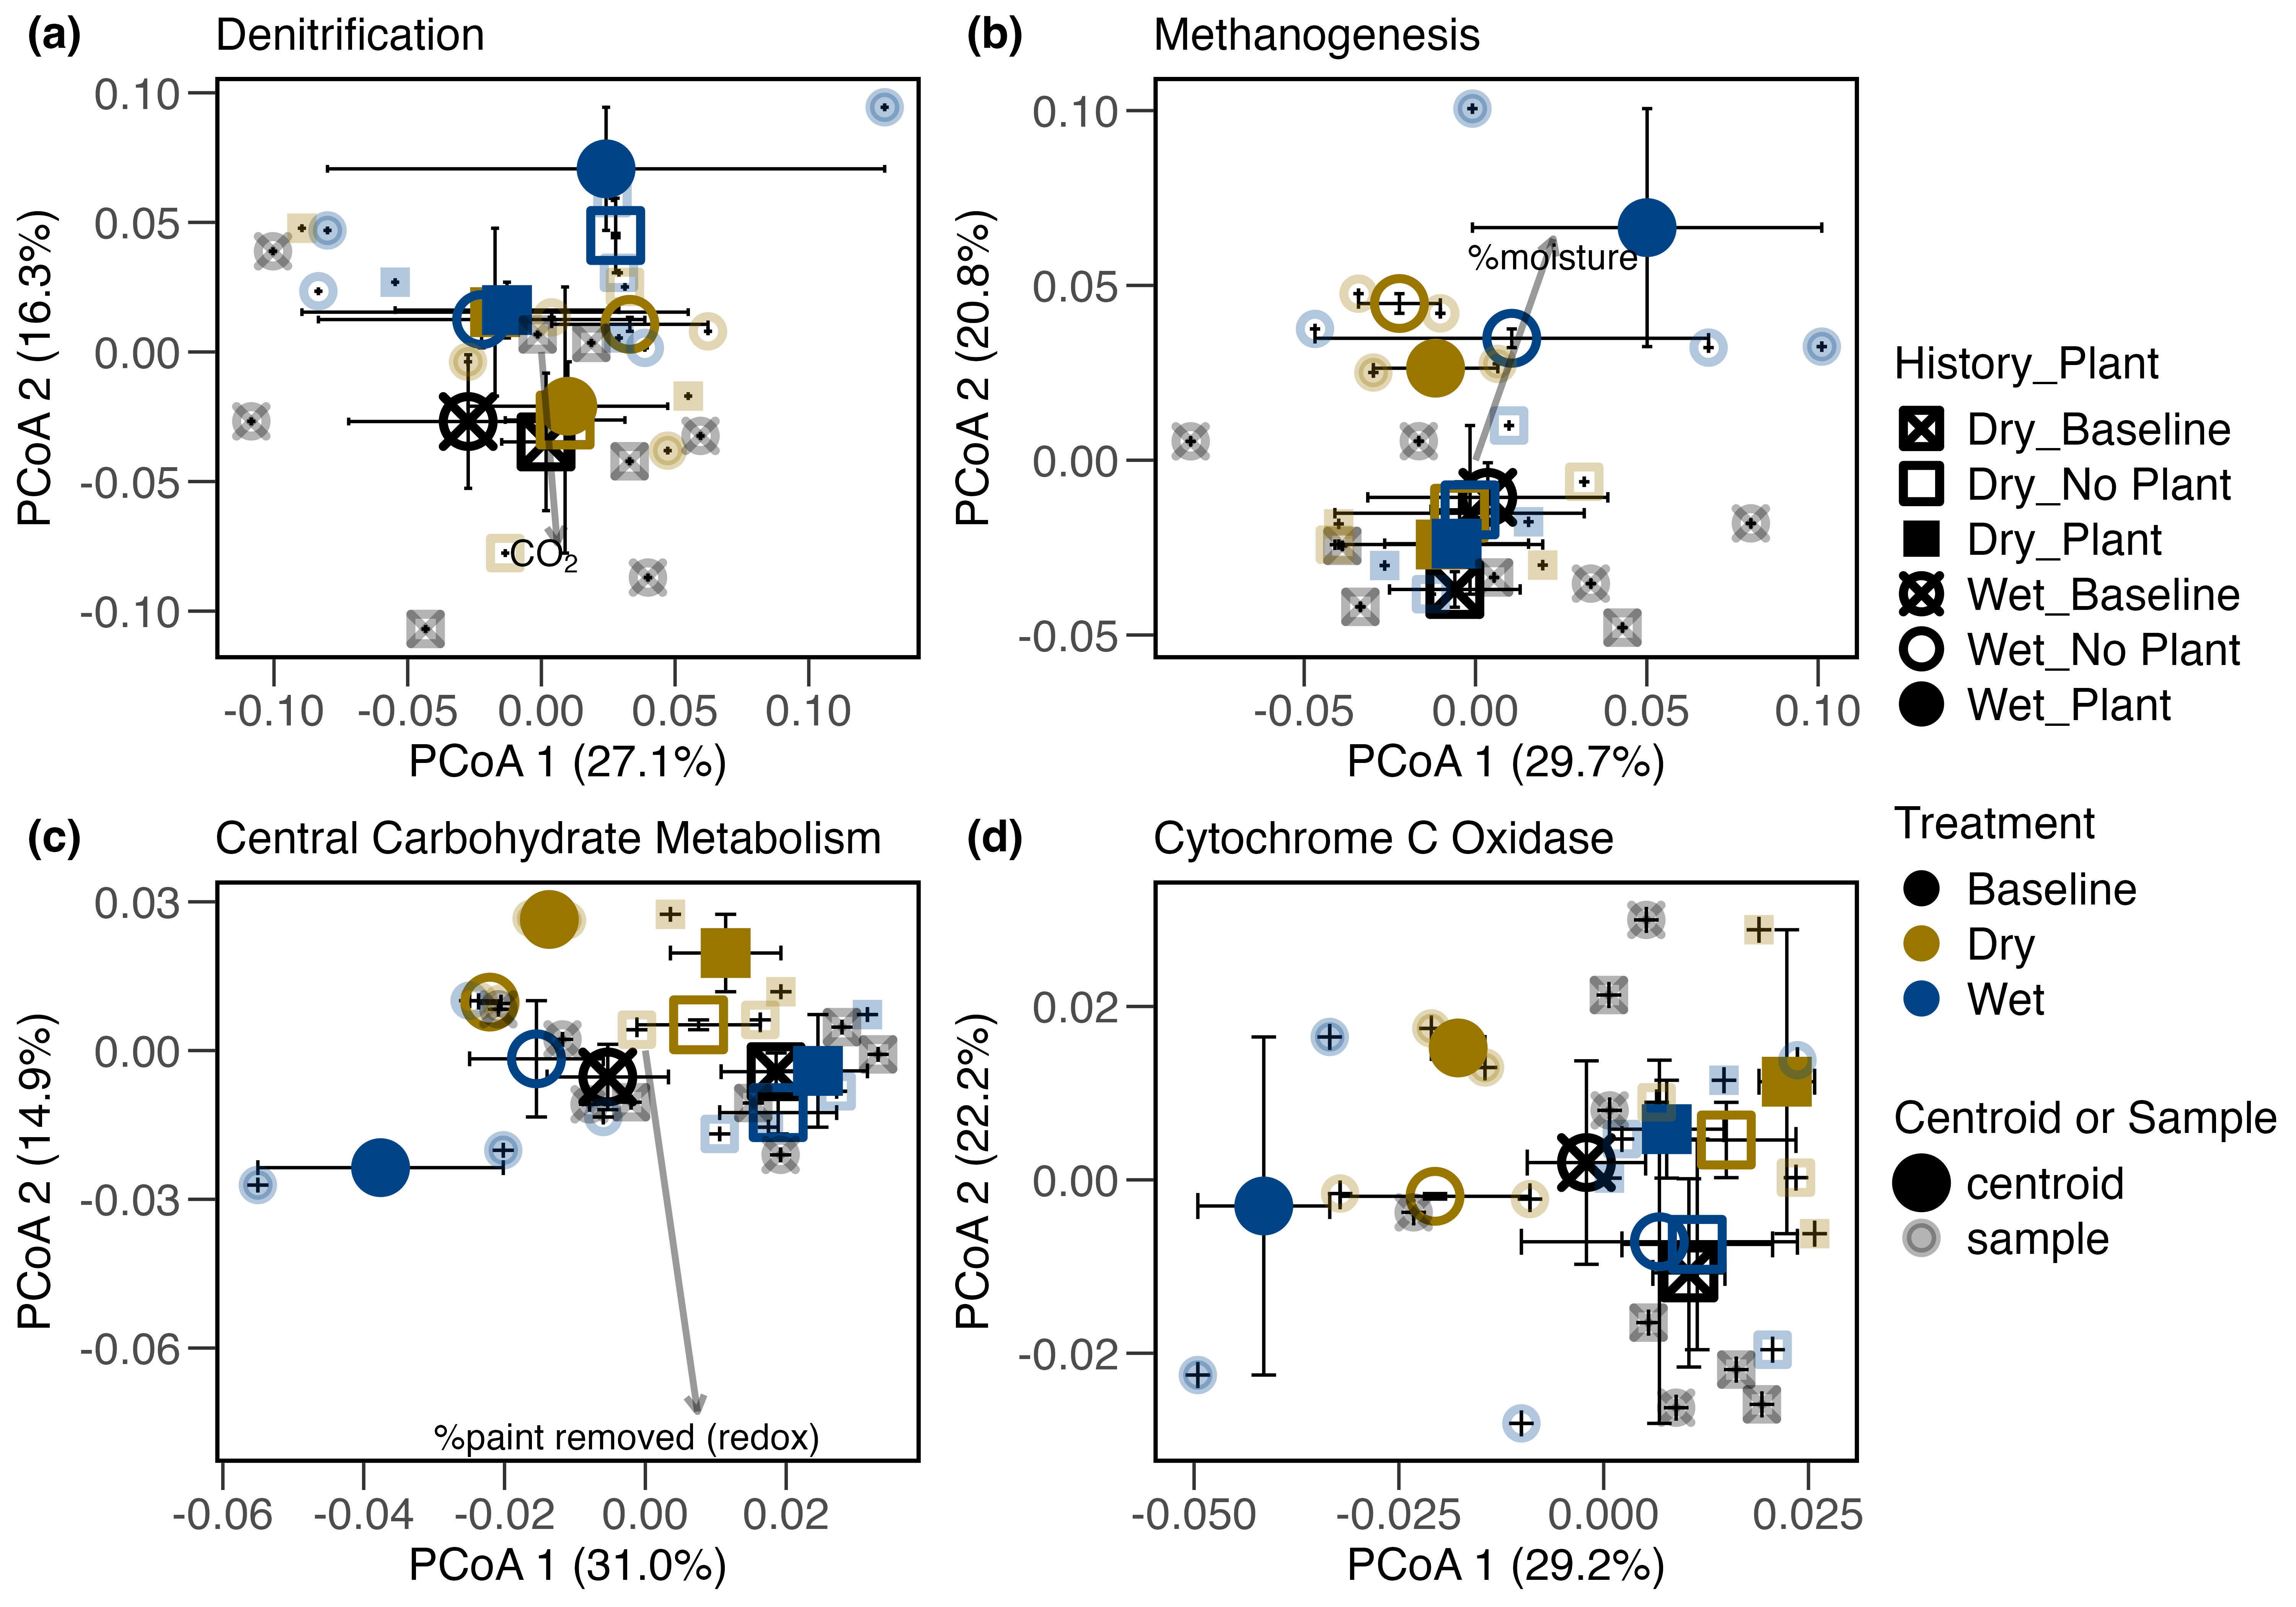 (a) Denitrification
0.10
0.05
0.00
-0.05
-0.10
PCoA 2 (16.3%)
CO₂
-0.10 -0.05 0.00 0.05 0.10
PCoA 1 (27.1%)
(b) Methanogenesis
0.10
0.05
0.00
-0.05
PCoA 2 (20.8%)
%moisture
-0.05 0.00 0.05 0.10
PCoA 1 (29.7%)
(c) Central Carbohydrate Metabolism
0.03
0.00
-0.03
-0.06
PCoA 2 (14.9%)
%paint removed (redox)
-0.06 -0.04 -0.02 0.00 0.02
PCoA 1 (31.0%)
(d) Cytochrome C Oxidase
0.02
0.00
-0.02
PCoA 2 (22.2%)
-0.050 -0.025 0.000 0.025
PCoA 1 (29.2%)
History_Plant
Dry_Baseline
Dry_No Plant
Dry_Plant
Wet_Baseline
Wet_No Plant
Wet_Plant
Treatment
Baseline
Dry
Wet
Centroid or Sample
centroid
sample